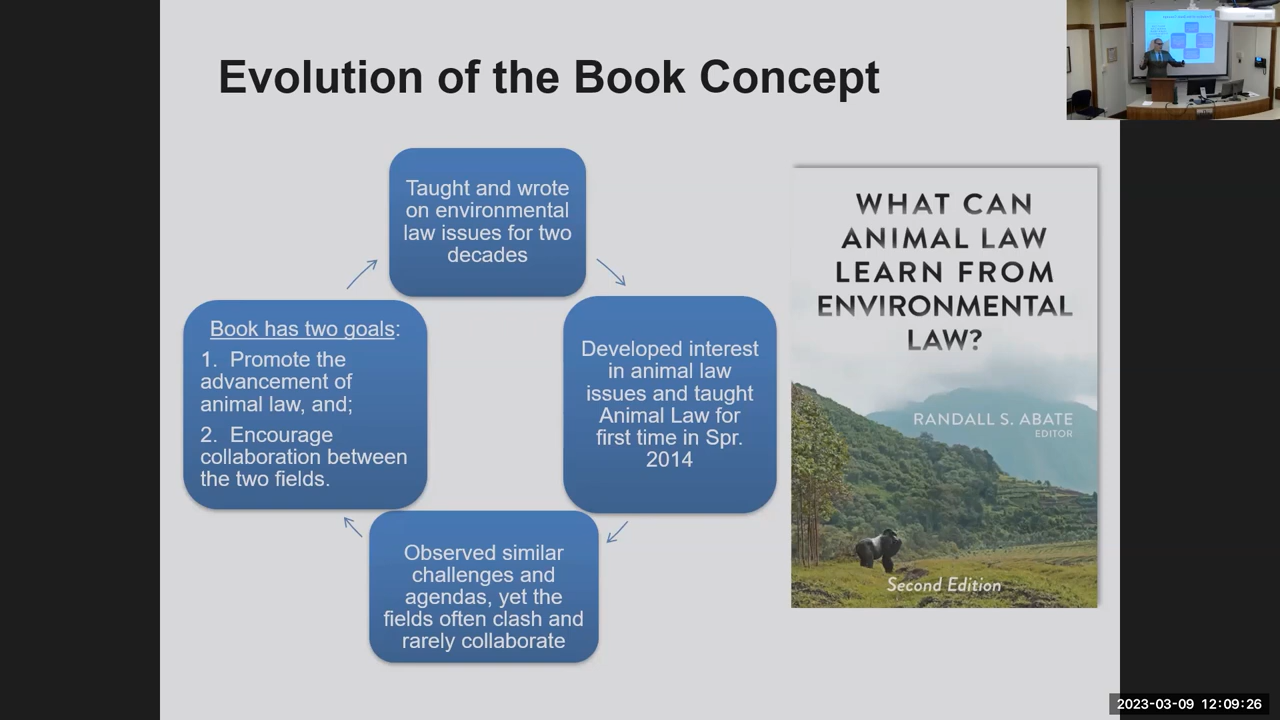 Evolution of the Book Concept
Taught and wrote
on environmental
law issues for two
decades
Developed interest
in animal law
issues and taught
Animal Law for
first time in Spr.
2014
Observed similar
challenges and
agendas, yet the
fields often clash and
rarely collaborate
Book has two goals:
1. Promote the
advancement of
animal law, and;
2. Encourage
collaboration between
the two fields.
WHAT CAN
ANIMAL LAW
LEARN FROM
ENVIRONMENTAL
LAW?
RANDALL S. ABATE
EDITOR
Second Edition
2023-03-09 12:09:26